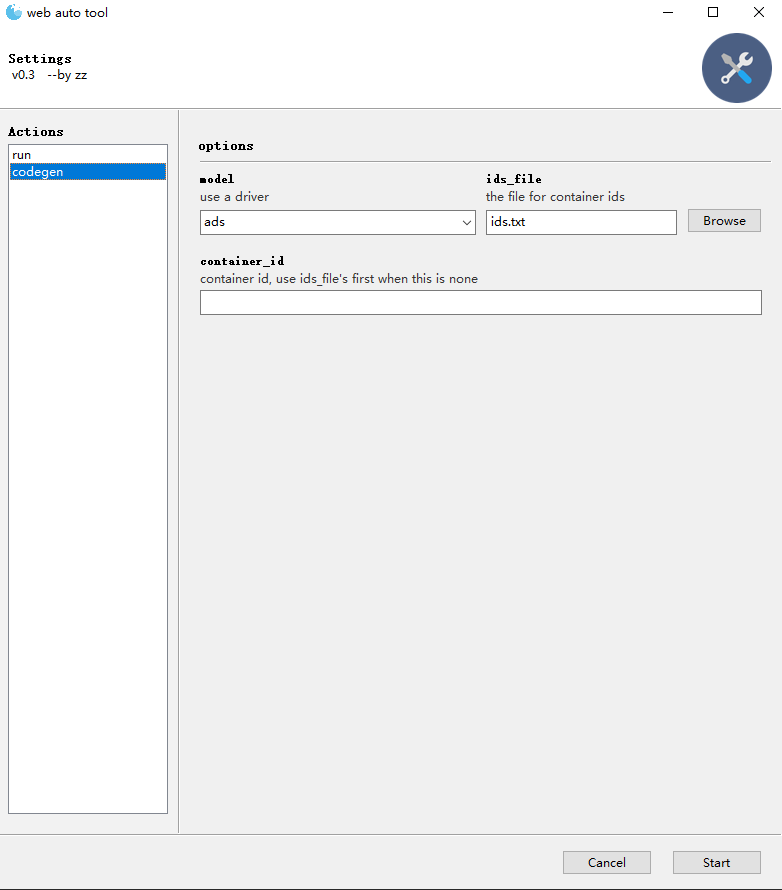 web auto tool
Settings
v0.3 --by zz
Actions
run
codegen
options
model
use a driver
ads
ids_file
the file for container ids
ids.txt
Browse
container_id
container id, use ids_file's first when this is none
Cancel
Start